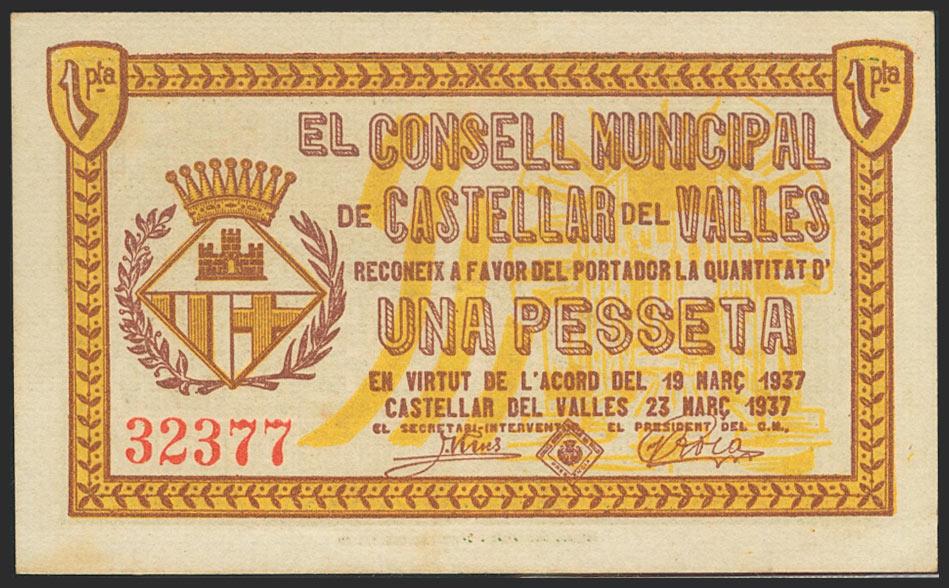 1 pta
1 pta
EL CONSELL MUNICIPAL
DE CASTELLAR DEL VALLES
RECONEIX A FAVOR DEL PORTADOR LA QUANTITAT D'
UNA PESSETA
EN VIRTUT DE L'ACORD DEL 19 MARÇ 1937
CASTELLAR DEL VALLES 23 MARÇ 1937
EL SECRETARI-INTERVENTOR, EL PRESIDENT DEL C.M.,
32377